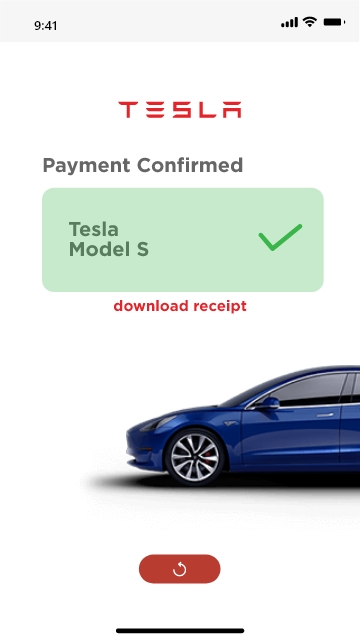 9:41
TESLA
Payment Confirmed
Tesla
Model S
download receipt